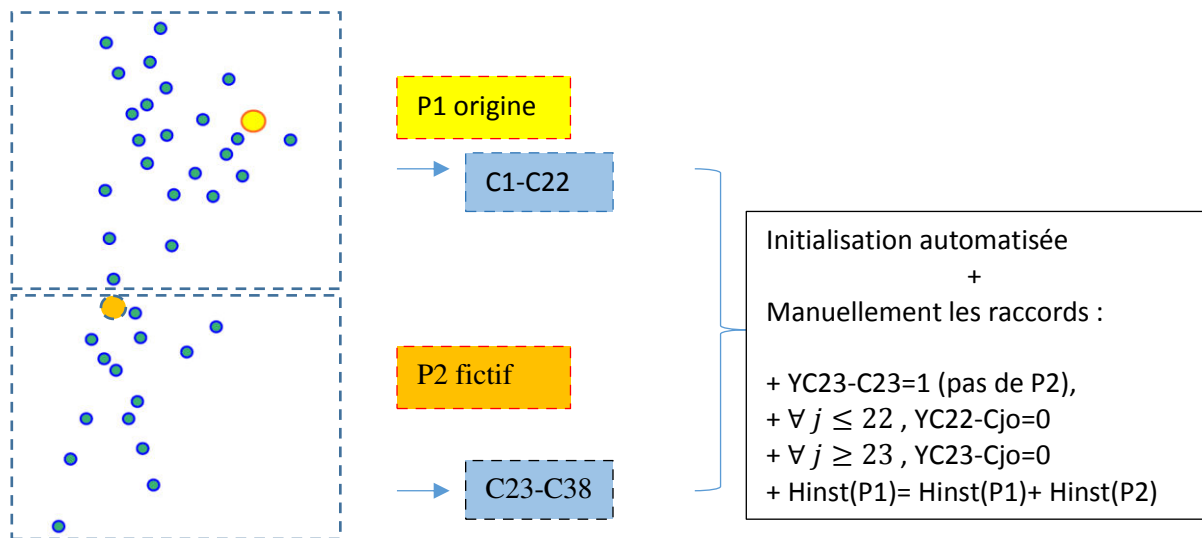 P1 origine
C1-C22
P2 fictif
C23-C38
Initialisation automatisée
+
Manuellement les raccords :
+ YC23-C23=1 (pas de P2),
+ ∀ 𝑗 ≤ 22 , YC22-Cjo=0
+ ∀ 𝑗 ≥ 23 , YC23-Cjo=0
+ Hinst(P1)= Hinst(P1)+ Hinst(P2)